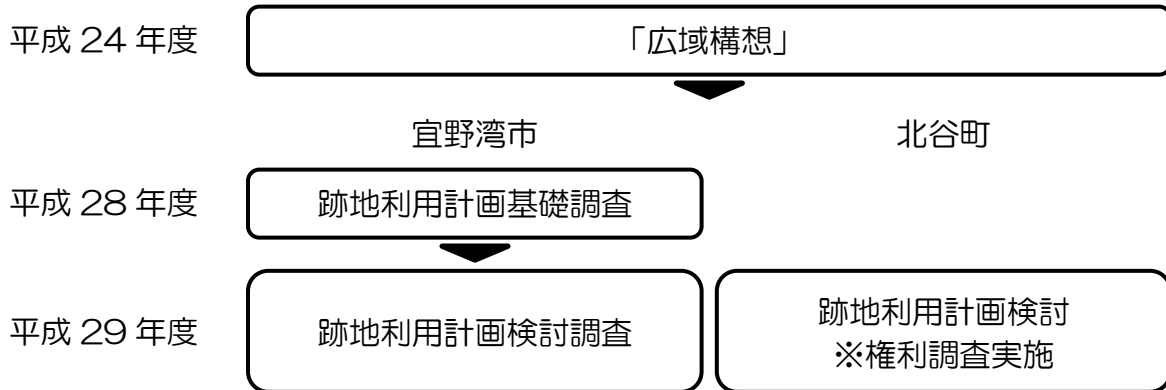 平成 24 年度
「広域構想」
宜野湾市
北谷町
平成 28 年度
跡地利用計画基礎調査
平成 29 年度
跡地利用計画検討調査
跡地利用計画検討
※権利調査実施